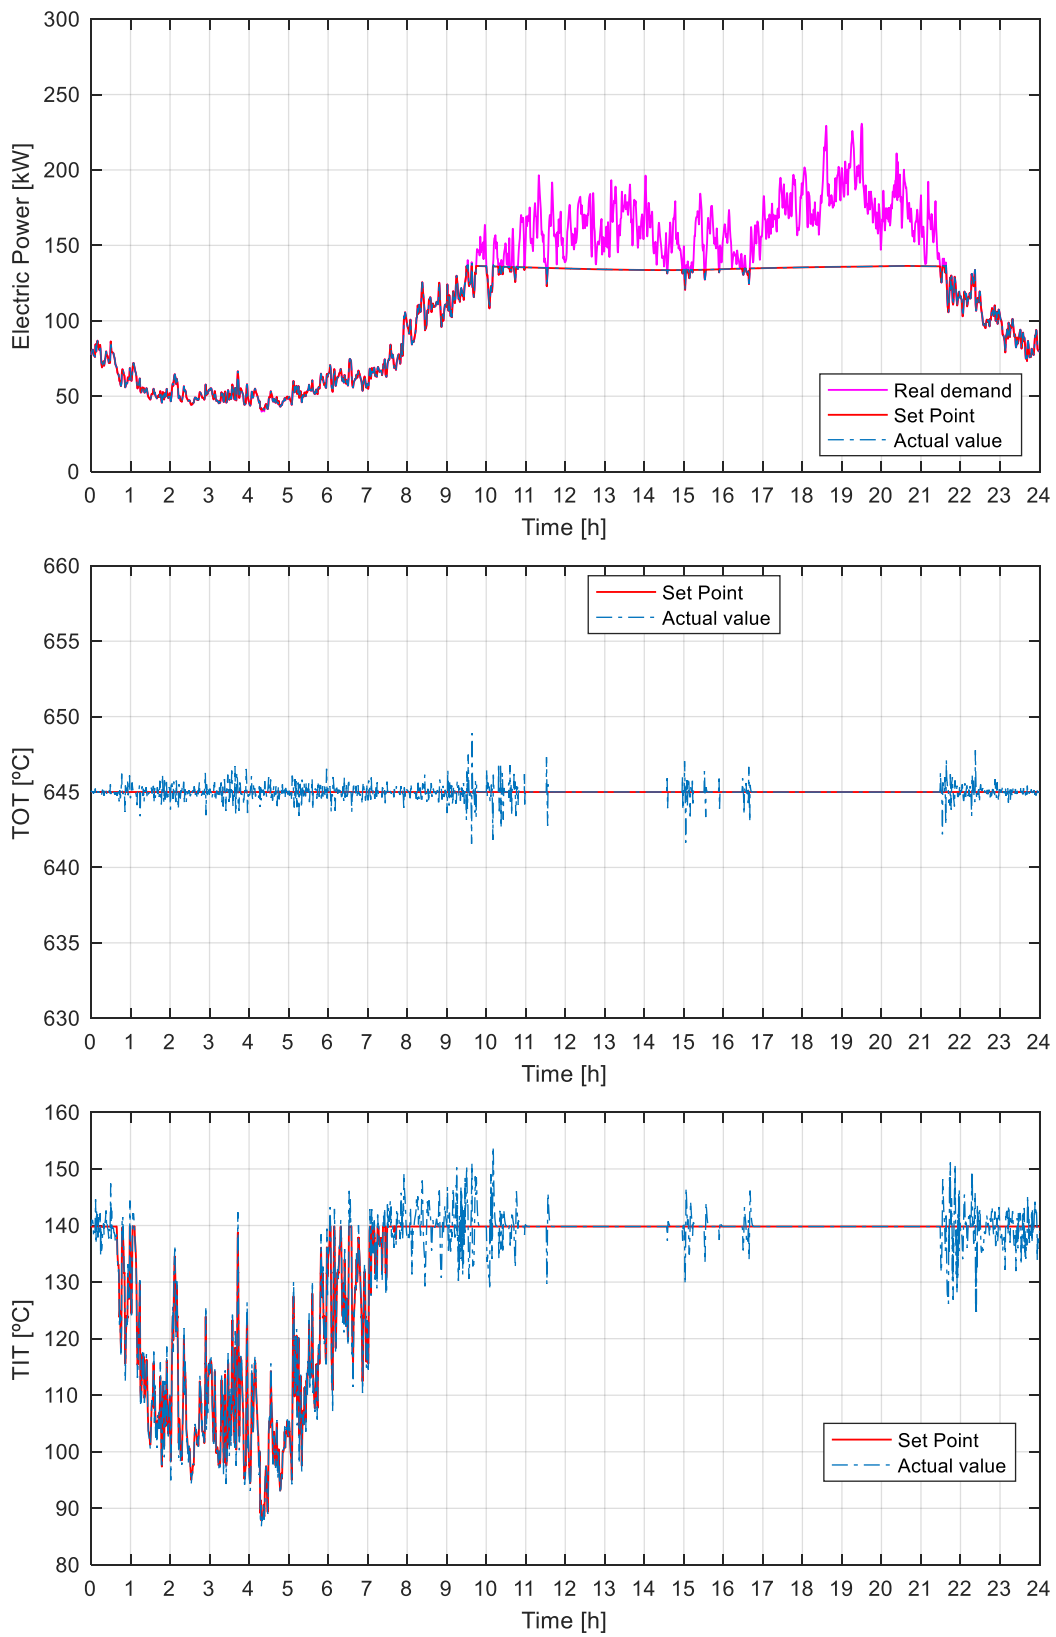 300
250
200
150
100
50
0
Electric Power [kW]
Real demand
Set Point
Actual value
0 1 2 3 4 5 6 7 8 9 10 11 12 13 14 15 16 17 18 19 20 21 22 23 24
Time [h]
660
655
650
645
640
635
630
TOT [ºC]
Set Point
Actual value
0 1 2 3 4 5 6 7 8 9 10 11 12 13 14 15 16 17 18 19 20 21 22 23 24
Time [h]
160
150
140
130
120
110
100
90
80
TIT [ºC]
Set Point
Actual value
0 1 2 3 4 5 6 7 8 9 10 11 12 13 14 15 16 17 18 19 20 21 22 23 24
Time [h]